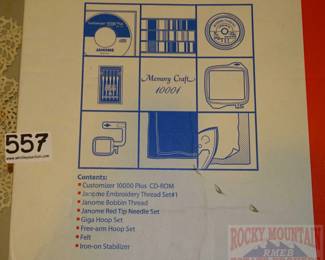 Customizer 10000 Plus
JANOME
Memory Craft
10001
557
Contents:
Customizer 10000 Plus CD-ROM
Janome Embroidery Thread Set#1
Janome Bobbin Thread
Janome Red Tip Needle Set
Giga Hoop Set
Free-arm Hoop Set
Felt
Iron-on Stabilizer
ROCKY MOUNTAIN
RMEB